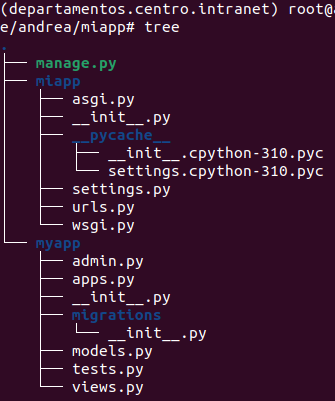 (departamentos.centro.intranet) root@
e/andrea/miapp# tree
.
├── manage.py
├── miapp
│   ├── asgi.py
│   ├── __init__.py
│   ├── __pycache__
│   │   ├── __init__.cpython-310.pyc
│   │   └── settings.cpython-310.pyc
│   ├── settings.py
│   ├── urls.py
│   └── wsgi.py
└── myapp
    ├── admin.py
    ├── apps.py
    ├── __init__.py
    ├── migrations
    │   └── __init__.py
    ├── models.py
    ├── tests.py
    └── views.py